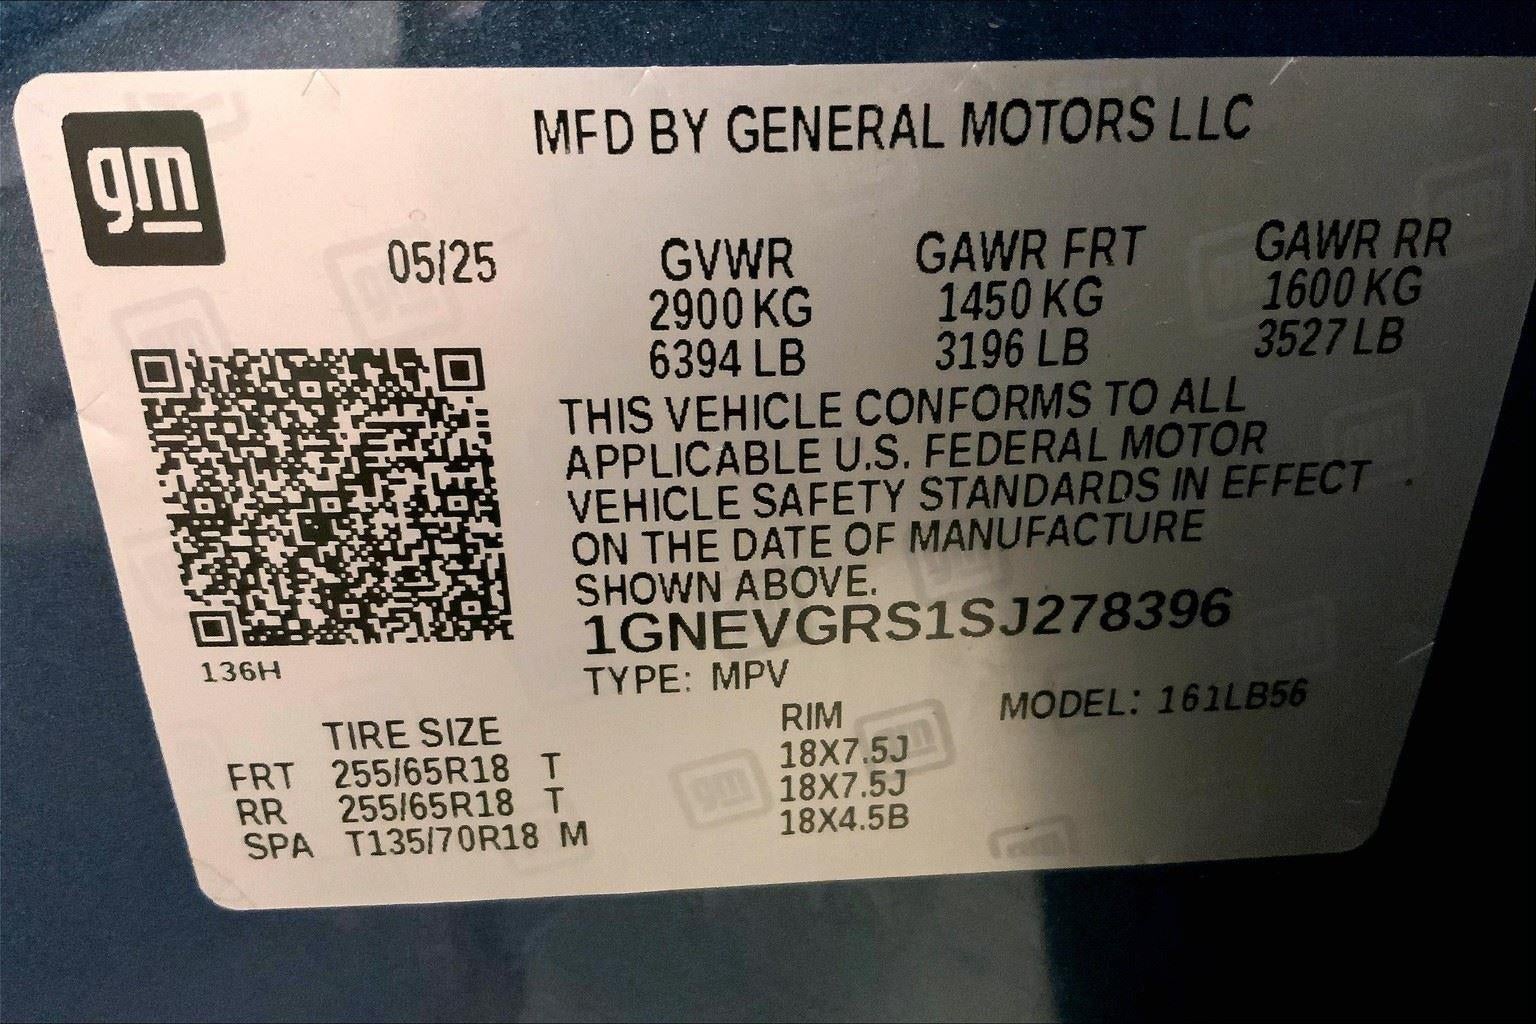 gm
MFD BY GENERAL MOTORS LLC
05/25 GVWR GAWR FRT GAWR RR
2900 KG 1450 KG 1600 KG
6394 LB 3196 LB 3527 LB
THIS VEHICLE CONFORMS TO ALL
APPLICABLE U.S. FEDERAL MOTOR
VEHICLE SAFETY STANDARDS IN EFFECT
ON THE DATE OF MANUFACTURE
SHOWN ABOVE.
1GNEVGRS1SJ278396
136H
TYPE: MPV MODEL: 161LB56
TIRE SIZE RIM
FRT 255/65R18 T 18X7.5J
RR 255/65R18 T 18X7.5J
SPA T135/70R18 M 18X4.5B